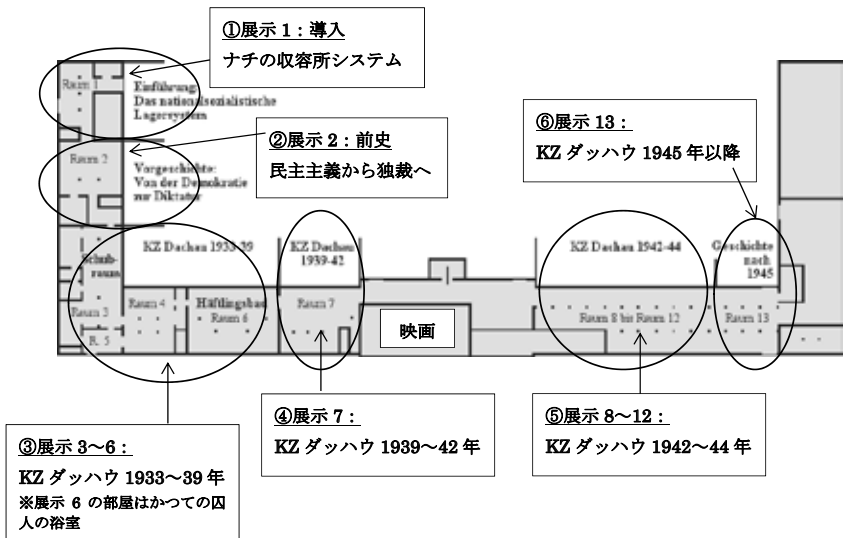 ①展示 1：導入
ナチの収容所システム
Raum 1
Einführung:
Das nationalsozialistische
Lagersystem
②展示 2：前史
民主主義から独裁へ
⑥展示 13：
KZ ダッハウ 1945 年以降
Raum 2
Vorgeschichte:
Von der Demokratie
zur Diktatur
KZ Dachau 1933-39
KZ Dachau
1939-42
KZ Dachau 1942-44
Geschichte
nach
1945
Schub-
raum
Raum 3
Raum 4
Häftlingsbad
Raum 6
Raum 7
Raum 8 bis Raum 12
Raum 13
R. 5
映画
③展示 3～6：
KZ ダッハウ 1933～39 年
※展示 6 の部屋はかつての囚
人の浴室
④展示 7：
KZ ダッハウ 1939～42 年
⑤展示 8～12：
KZ ダッハウ 1942～44 年